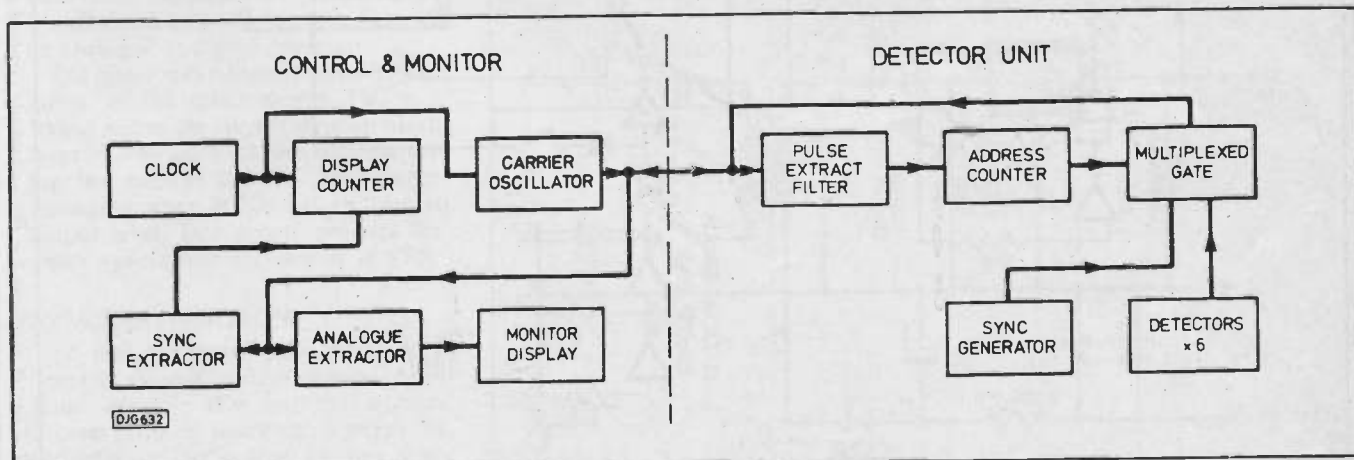 CONTROL & MONITOR
DETECTOR UNIT
CLOCK
DISPLAY
COUNTER
CARRIER
OSCILLATOR
PULSE
EXTRACT
FILTER
ADDRESS
COUNTER
MULTIPLEXED
GATE
SYNC
EXTRACTOR
ANALOGUE
EXTRACTOR
MONITOR
DISPLAY
SYNC
GENERATOR
DETECTORS
× 6
DJG632